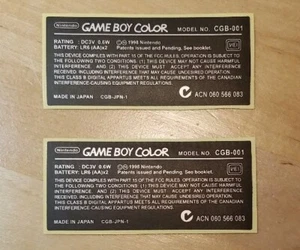 Nintendo GAME BOY COLOR MODEL NO. CGB-001
RATING : DC3V 0.6W © 1998 Nintendo
BATTERY: LR6 (AA)x2 Patents issued and Pending. See booklet.
THIS DEVICE COMPLIES WITH PART 15 OF THE FCC RULES. OPERATION IS SUBJECT TO
THE FOLLOWING TWO CONDITIONS: (1) THIS DEVICE MAY NOT CAUSE HARMFUL
INTERFERENCE AND (2) THIS DEVICE MUST ACCEPT ANY INTERFERENCE
RECEIVED, INCLUDING INTERFERENCE THAT MAY CAUSE UNDESIRED OPERATION.
THIS CLASS B DIGITAL APPARATUS MEETS ALL REQUIREMENTS OF THE CANADIAN
INTERFERENCE-CAUSING EQUIPMENT REGULATIONS.
MADE IN JAPAN CGB-JPN-1 ACN 060 566 083
Nintendo GAME BOY COLOR MODEL NO. CGB-001
RATING : DC3V 0.6W © 1998 Nintendo
BATTERY: LR6 (AA)x2 Patents issued and Pending. See booklet.
THIS DEVICE COMPLIES WITH PART 15 OF THE FCC RULES. OPERATION IS SUBJECT TO
THE FOLLOWING TWO CONDITIONS: (1) THIS DEVICE MAY NOT CAUSE HARMFUL
INTERFERENCE AND (2) THIS DEVICE MUST ACCEPT ANY INTERFERENCE
RECEIVED, INCLUDING INTERFERENCE THAT MAY CAUSE UNDESIRED OPERATION.
THIS CLASS B DIGITAL APPARATUS MEETS ALL REQUIREMENTS OF THE CANADIAN
INTERFERENCE-CAUSING EQUIPMENT REGULATIONS.
MADE IN JAPAN CGB-JPN-1 ACN 060 566 083